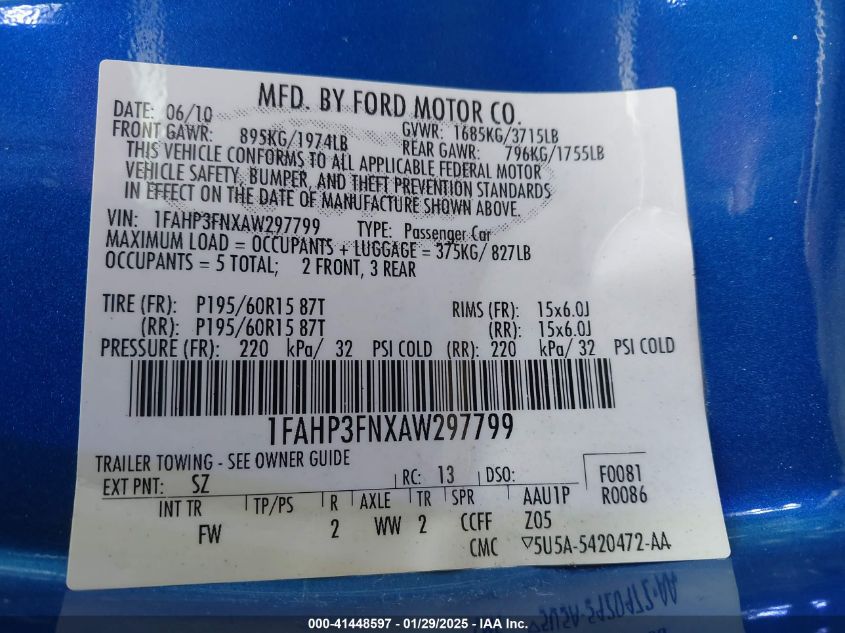 MFD. BY FORD MOTOR CO.
DATE: 06/10 GVWR: 1685KG/3715LB
FRONT GAWR: 895KG/1974LB REAR GAWR: 796KG/1755LB
THIS VEHICLE CONFORMS TO ALL APPLICABLE FEDERAL MOTOR
VEHICLE SAFETY, BUMPER, AND THEFT PREVENTION STANDARDS
IN EFFECT ON THE DATE OF MANUFACTURE SHOWN ABOVE.
VIN: 1FAHP3FNXAW297799 TYPE: Passenger Car
MAXIMUM LOAD = OCCUPANTS + LUGGAGE = 375KG/ 827LB
OCCUPANTS = 5 TOTAL; 2 FRONT, 3 REAR
TIRE (FR): P195/60R15 87T RIMS (FR): 15x6.0J
(RR): P195/60R15 87T (RR): 15x6.0J
PRESSURE (FR): 220 kPa/ 32 PSI COLD (RR): 220 kPa/ 32 PSI COLD
1FAHP3FNXAW297799
TRAILER TOWING - SEE OWNER GUIDE
EXT PNT: SZ RC: 13 DSO: F0081
INT TR TP/PS R AXLE TR SPR AAU1P R0086
FW 2 WW 2 CCFF Z05
CMC ▽5U5A-5420472-AA
5U5A-5420472-AA
000-41448597 - 01/29/2025 - IAA Inc.